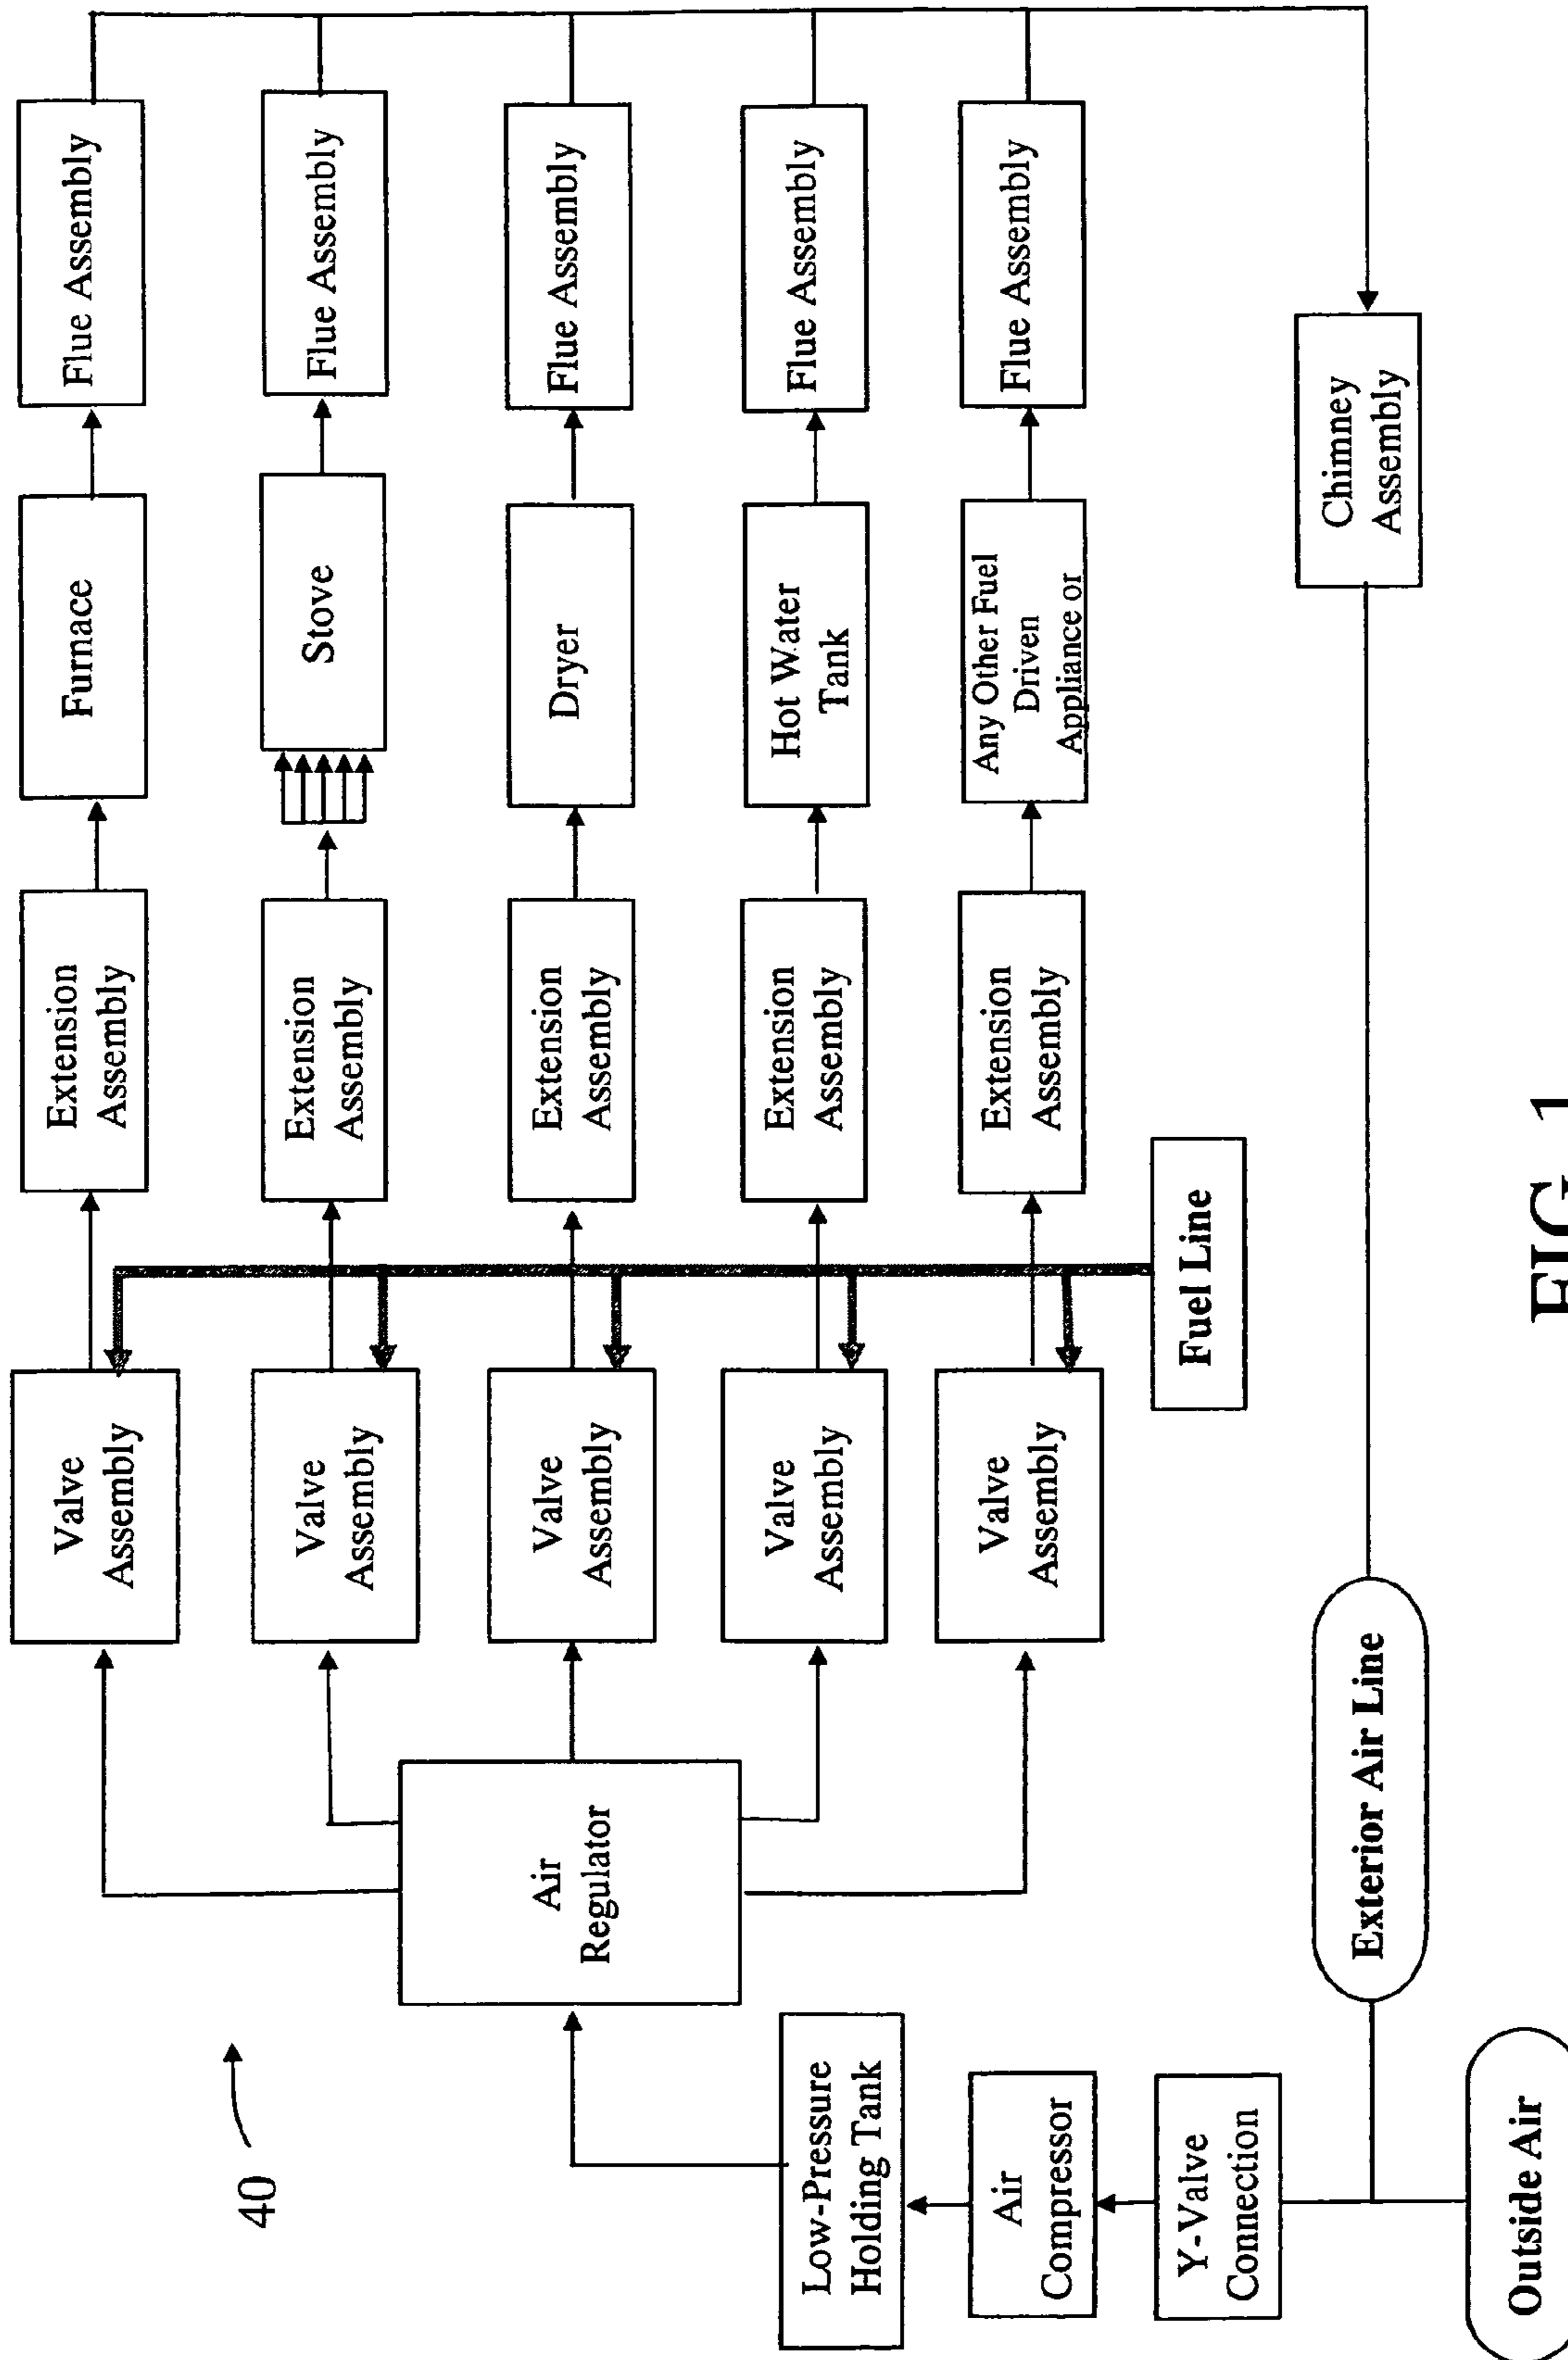 40
Outside Air
Y-Valve
Connection
Air
Compressor
Low-Pressure
Holding Tank
Exterior Air Line
Air
Regulator
Fuel Line
Valve
Assembly
Extension
Assembly
Furnace
Flue Assembly
Valve
Assembly
Extension
Assembly
Stove
Flue Assembly
Valve
Assembly
Extension
Assembly
Dryer
Flue Assembly
Valve
Assembly
Extension
Assembly
Hot Water
Tank
Flue Assembly
Valve
Assembly
Extension
Assembly
Any Other Fuel
Driven
Appliance or
Flue Assembly
Chimney
Assembly
FIG. 1